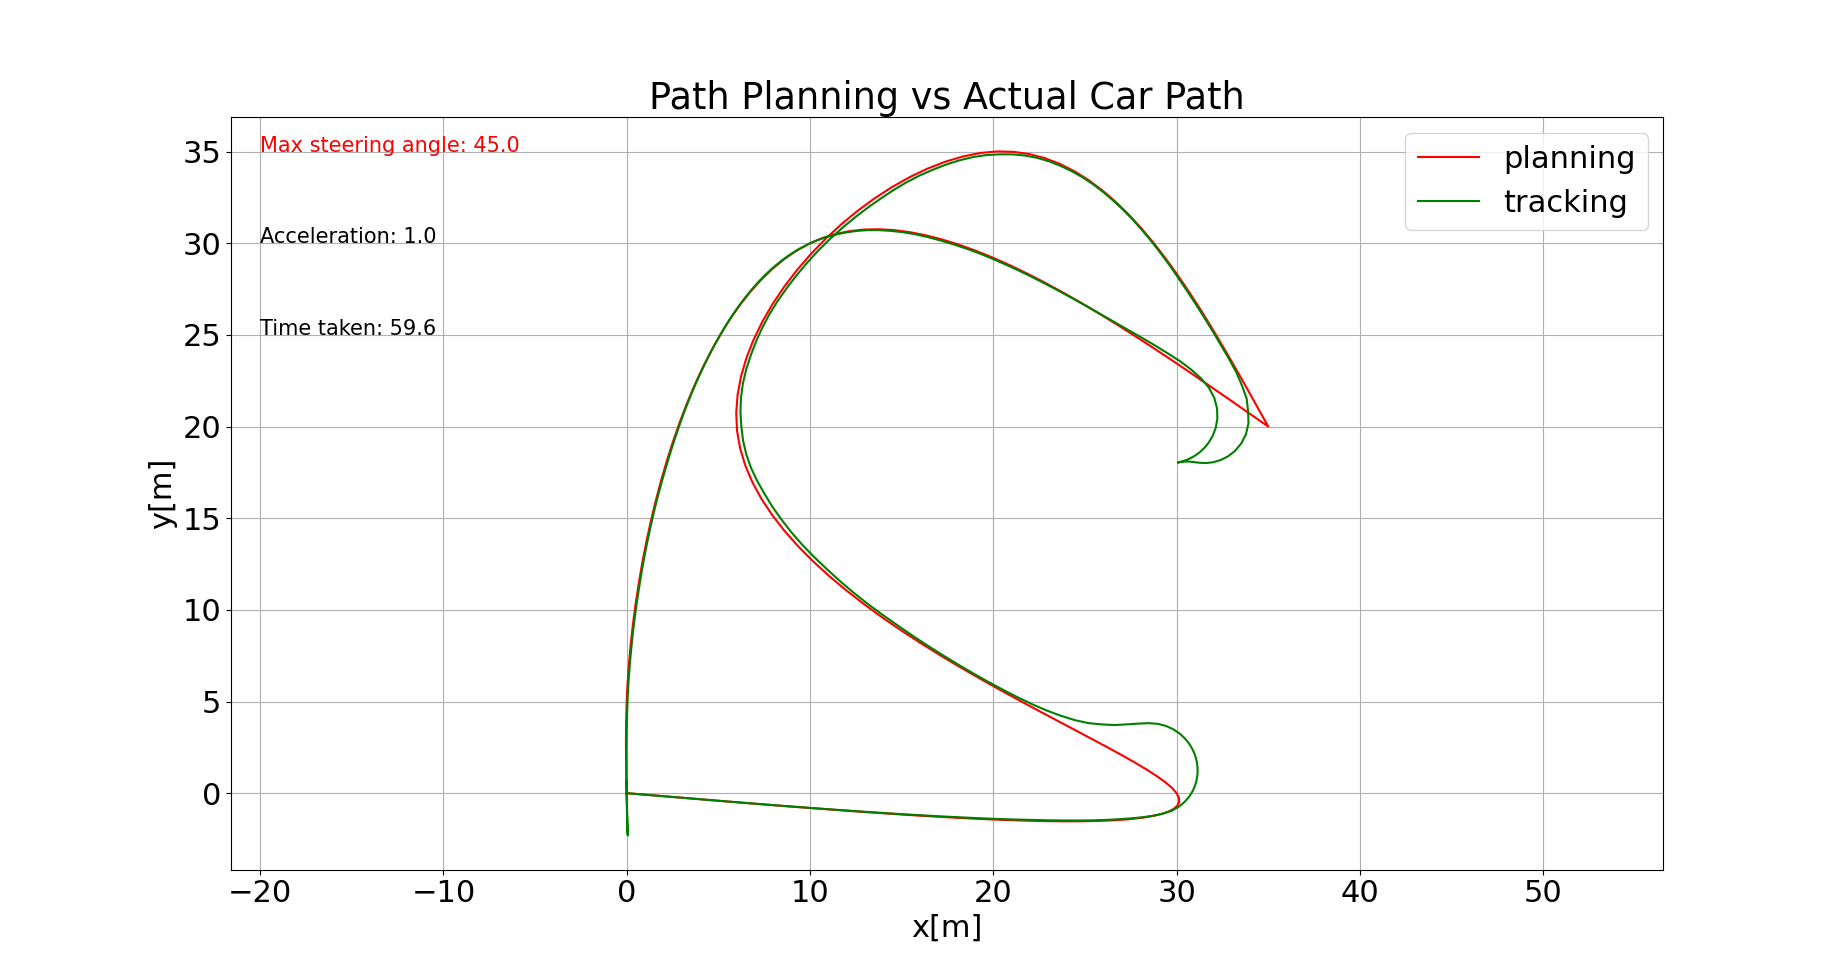 Path Planning vs Actual Car Path
Max steering angle: 45.0
Acceleration: 1.0
Time taken: 59.6
planning
tracking
y[m]
35
30
25
20
15
10
5
0
−20
−10
0
10
20
30
40
50
x[m]